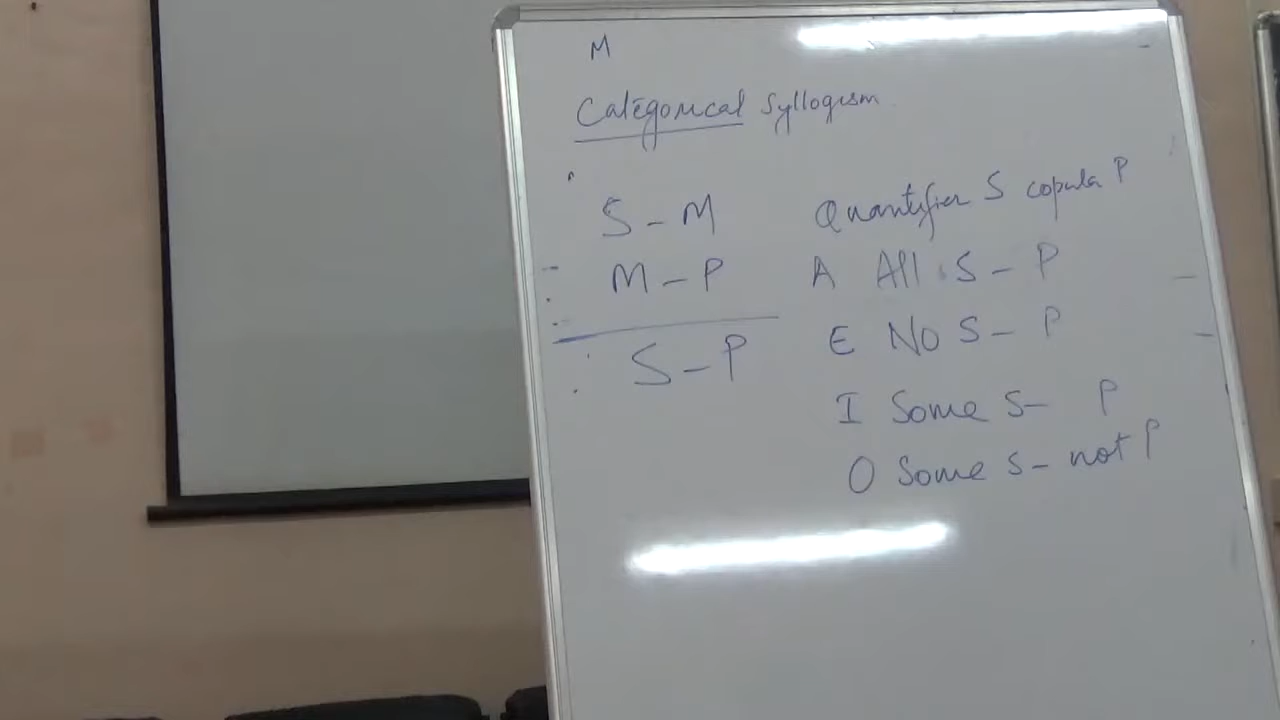 M
Categorical Syllogism
S – M
M – P
S – P
Quantifier S copula P
A All S – P
E No S – P
I Some S – P
O Some S – not P